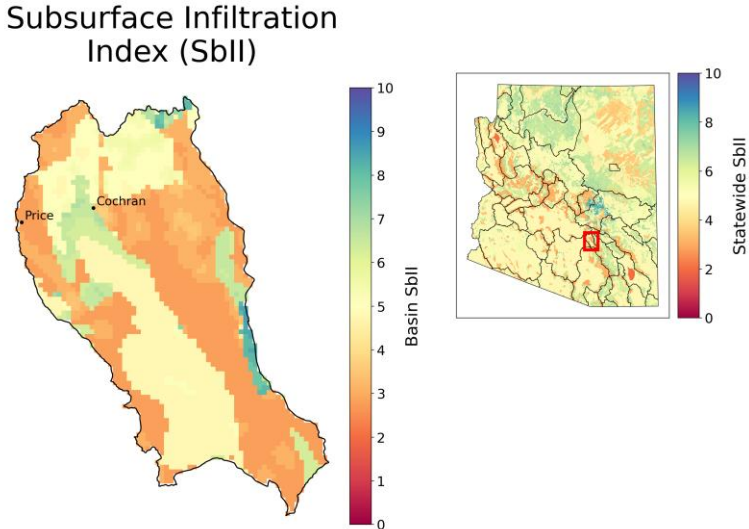 Subsurface Infiltration
Index (SbII)
Price
Cochran
10
9
8
7
6
5
4
3
2
1
0
Basin SbII
10
8
6
4
2
0
Statewide SbII